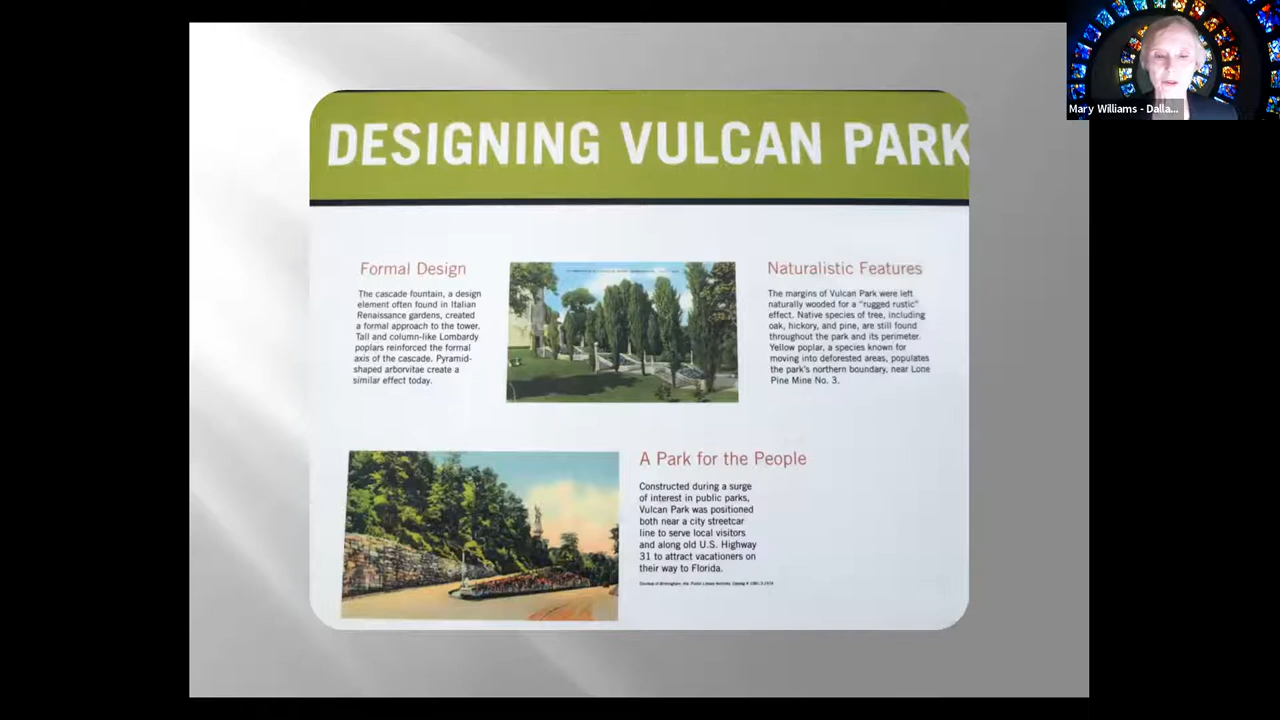 DESIGNING VULCAN PARK
Formal Design
The cascade fountain, a design
element often found in Italian
Renaissance gardens, created
a formal approach to the tower.
Tall and column-like Lombardy
poplars reinforced the formal
axis of the cascade. Pyramid-
shaped arborvitae create a
similar effect today.
Naturalistic Features
The margins of Vulcan Park were left
naturally wooded for a “rugged rustic”
effect. Native species of tree, including
oak, hickory, and pine, are still found
throughout the park and its perimeter.
Yellow poplar, a species known for
moving into deforested areas, populates
the park's northern boundary, near Lone
Pine Mine No. 3.
A Park for the People
Constructed during a surge
of interest in public parks,
Vulcan Park was positioned
both near a city streetcar
line to serve local visitors
and along old U.S. Highway
31 to attract vacationers on
their way to Florida.
Courtesy of Birmingham, Ala. Public Library Archives,
Mary Williams - Dalla...